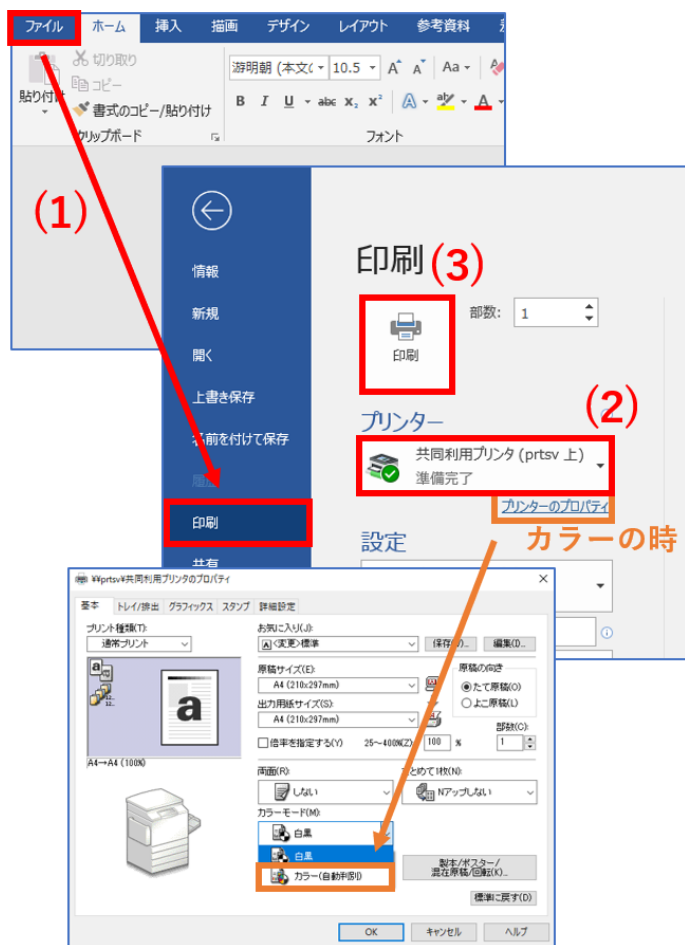 ファイル ホーム 挿入 描画 デザイン レイアウト 参考資料
切り取り
コピー
貼り付け
書式のコピー/貼り付け
クリップボード
游明朝 (本文( 10.5 A A Aa
B I U abc x₂ x² A aly A
フォント
(1)
情報
新規
開く
上書き保存
名前を付けて保存
印刷
共有
印刷
(3)
印刷
部数: 1
(2)
プリンター
共同利用プリンタ (prtsv 上)
準備完了
プリンターのプロパティ
カラーの時
設定
¥¥prtsv¥共同利用プリンタのプロパティ
基本 トレイ/排出 グラフィックス スタンプ 詳細設定
プリント種類(T):
通常プリント
a
a
A4→A4 (100%)
お気に入り(J):
<変更>標準
編集(I)...
原稿サイズ(E):
A4 (210x297mm)
出力用紙サイズ(S):
A4 (210x297mm)
原稿の向き
たて原稿(O)
よこ原稿(L)
倍率を指定する(Y) 25～400%(Z) 100 %
部数(C):
1
両面(R):
しない
まとめて1枚(N):
Nアップしない
カラーモード(M):
白黒
白黒
カラー(自動判別)
製本/ポスター/
混在原稿/回転(K)...
標準に戻す(D)
OK キャンセル ヘルプ